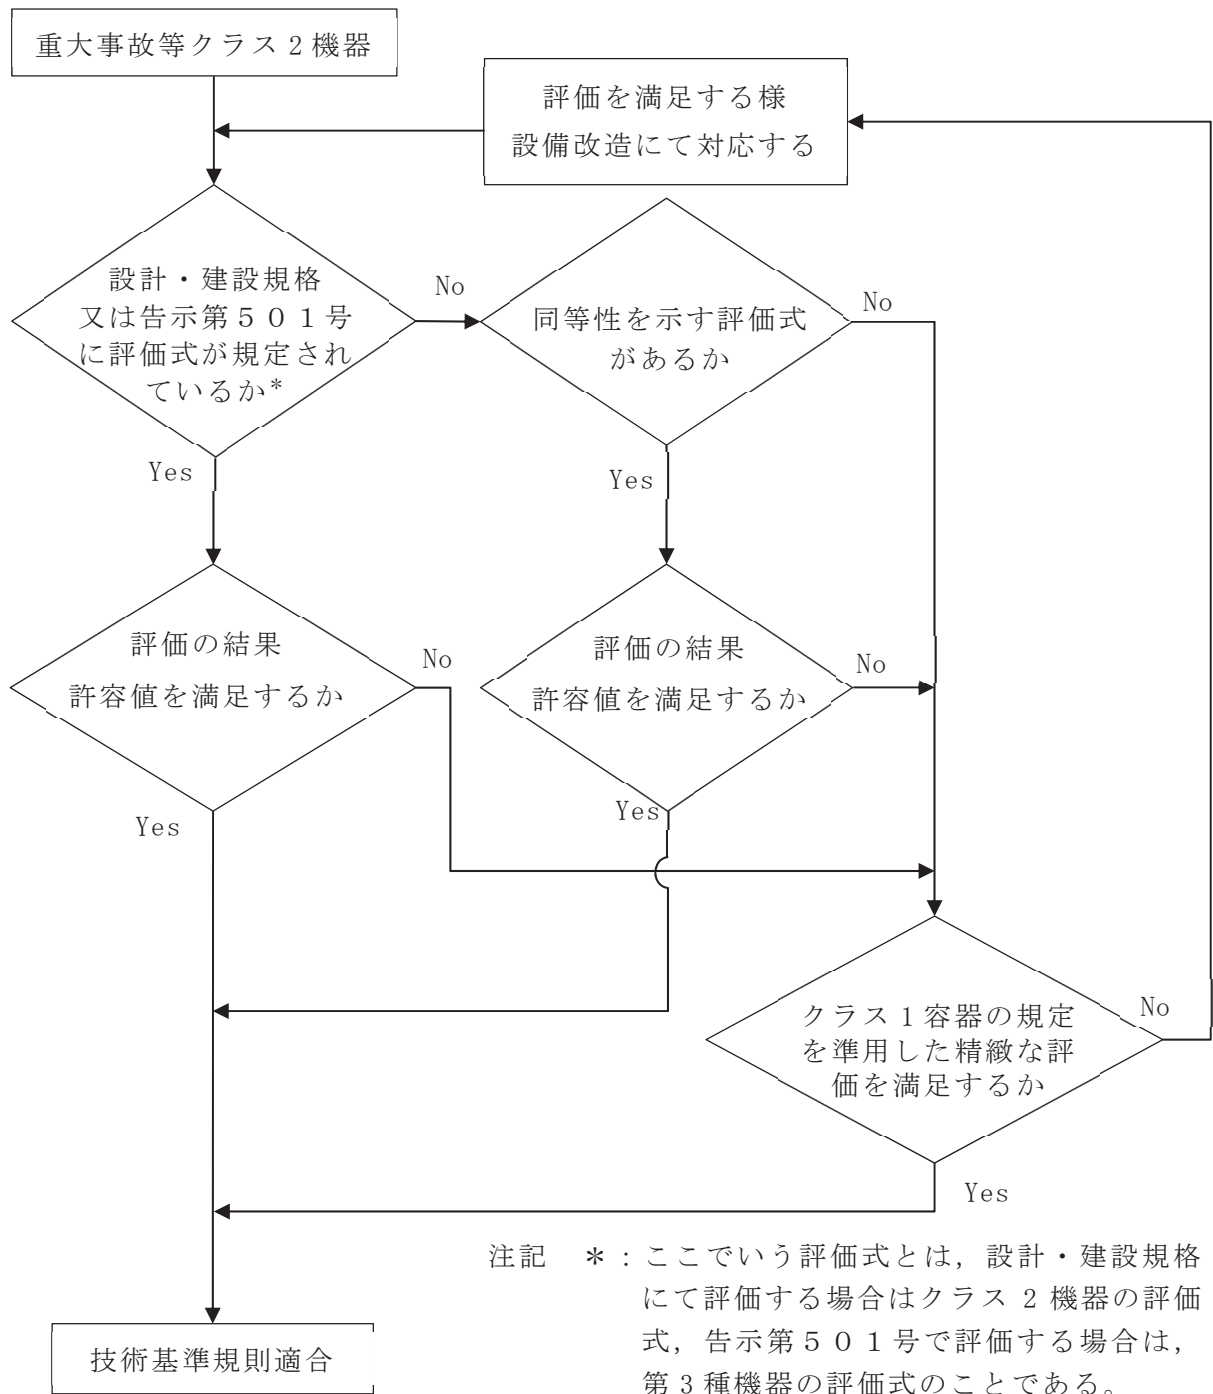 重大事故等クラス２機器
評価を満足する様
設備改造にて対応する
設計・建設規格
又は告示第５０１号
に評価式が規定され
ているか*
No
同等性を示す評価式
があるか
No
Yes
Yes
評価の結果
許容値を満足するか
No
評価の結果
許容値を満足するか
No
Yes
Yes
クラス１容器の規定
を準用した精緻な評
価を満足するか
No
Yes
技術基準規則適合
注記　＊：ここでいう評価式とは，設計・建設規格
にて評価する場合はクラス 2 機器の評価
式，告示第５０１号で評価する場合は，
第３種機器の評価式のことである。